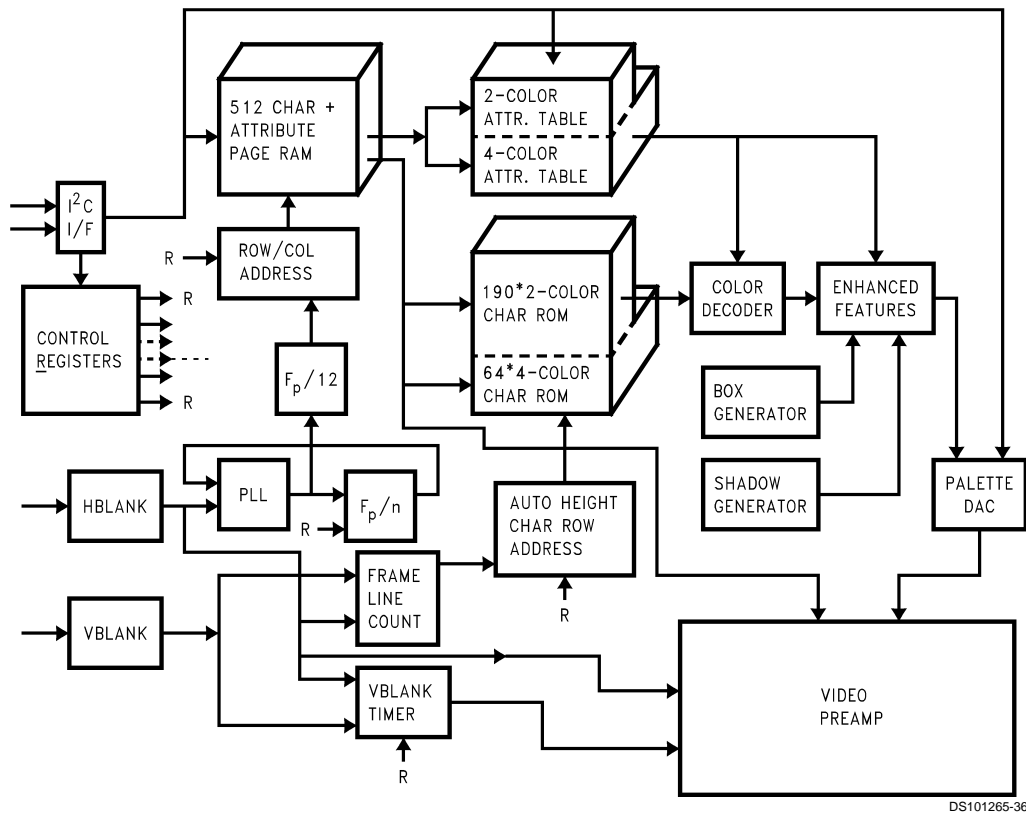 512 CHAR +
ATTRIBUTE
PAGE RAM
2-COLOR
ATTR. TABLE
4-COLOR
ATTR. TABLE
I²C
I/F
R
ROW/COL
ADDRESS
190*2-COLOR
CHAR ROM
64*4-COLOR
CHAR ROM
COLOR
DECODER
ENHANCED
FEATURES
CONTROL
REGISTERS
R
R
Fp/12
BOX
GENERATOR
SHADOW
GENERATOR
PALETTE
DAC
HBLANK
PLL
Fp/n
R
AUTO HEIGHT
CHAR ROW
ADDRESS
R
FRAME
LINE
COUNT
VBLANK
VBLANK
TIMER
R
VIDEO
PREAMP
DS101265-36